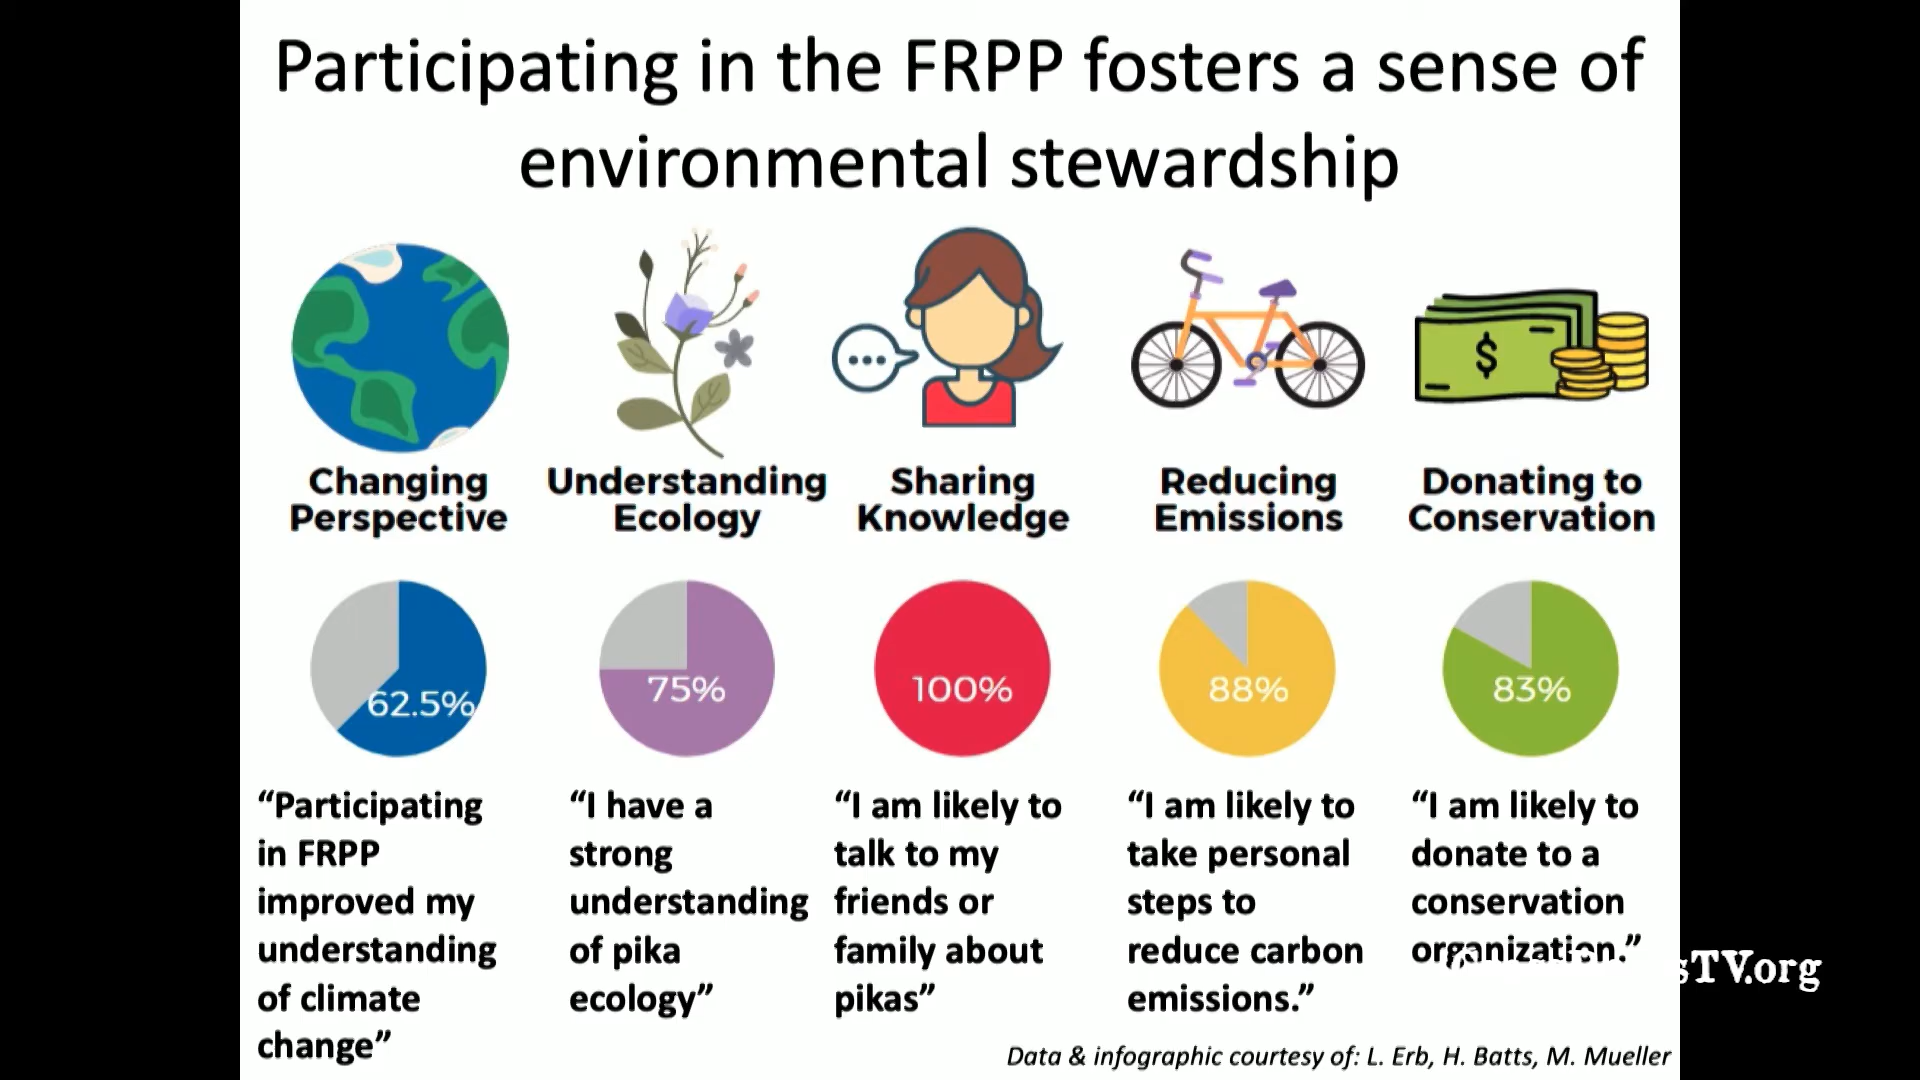 Participating in the FRPP fosters a sense of
environmental stewardship
Changing
Perspective
Understanding
Ecology
Sharing
Knowledge
Reducing
Emissions
Donating to
Conservation
$
62.5%
75%
100%
88%
83%
“Participating
in FRPP
improved my
understanding
of climate
change”
“I have a
strong
understanding
of pika
ecology”
“I am likely to
talk to my
friends or
family about
pikas”
“I am likely to
take personal
steps to
reduce carbon
emissions.”
“I am likely to
donate to a
conservation
organization.”
sTV.org
Data & infographic courtesy of: L. Erb, H. Batts, M. Mueller